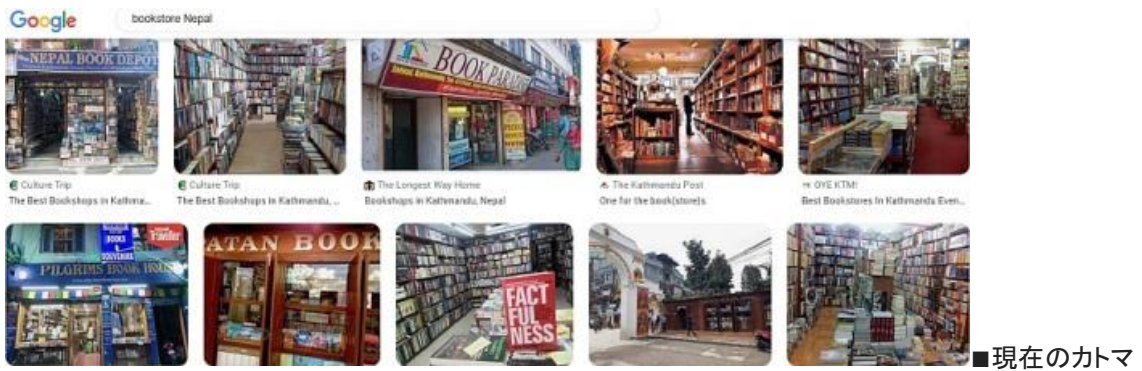 Google
bookstore Nepal
NEPAL BOOK DEPOT
BOOK PARA
Culture Trip
Culture Trip
The Longest Way Home
The Kathmandu Post
OYE KTM!
The Best Bookshops in Kathma...
The Best Bookshops in Kathmandu, ...
Bookshops in Kathmandu, Nepal
One for the book(store)s
Best Bookstores In Kathmandu Even...
BOOKS
&
SOUVENIRS
Traveler
PILGRIMS BOOK HOUSE
ATAN BOOK
FACT
FUL
NESS
■現在のカトマ